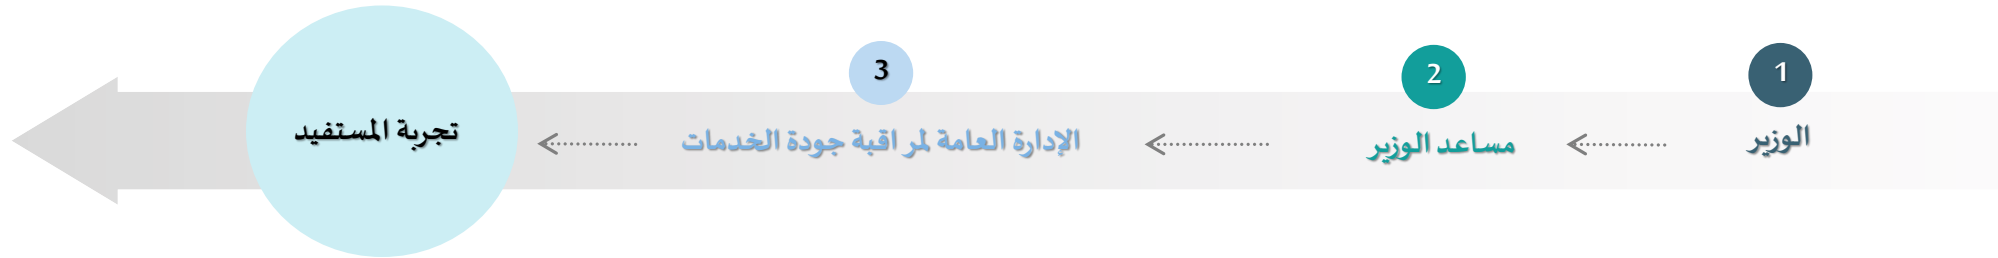 1
الوزير
2
مساعد الوزير
3
الإدارة العامة لمراقبة جودة الخدمات
تجربة المستفيد